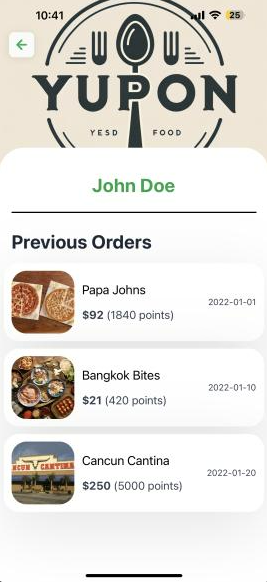 10:41
25
YUPON
YESD FOOD
John Doe
Previous Orders
Papa Johns
$92 (1840 points)
2022-01-01
Bangkok Bites
$21 (420 points)
2022-01-10
CANCUN CANTINA
Cancun Cantina
$250 (5000 points)
2022-01-20